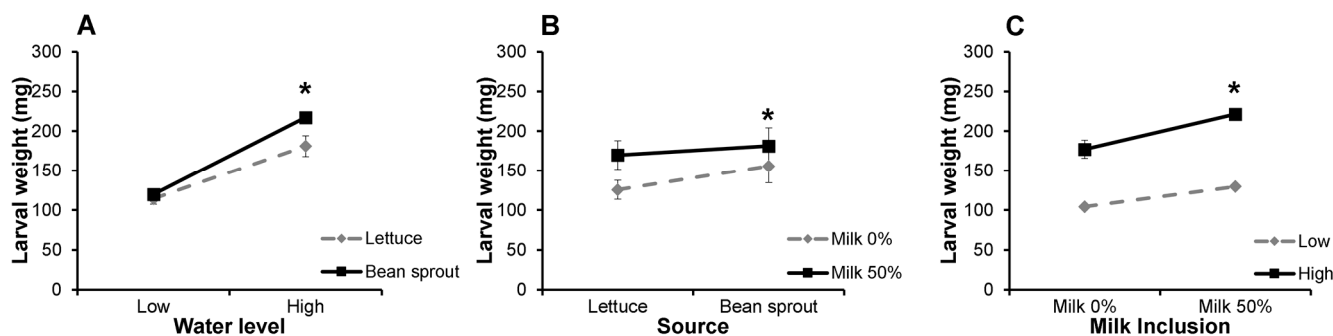 A
Larval weight (mg)
300
250
200
150
100
50
0
*
Lettuce
Bean sprout
Low
High
Water level
B
Larval weight (mg)
300
250
200
150
100
50
0
*
Milk 0%
Milk 50%
Lettuce
Bean sprout
Source
C
Larval weight (mg)
300
250
200
150
100
50
0
*
Low
High
Milk 0%
Milk 50%
Milk Inclusion